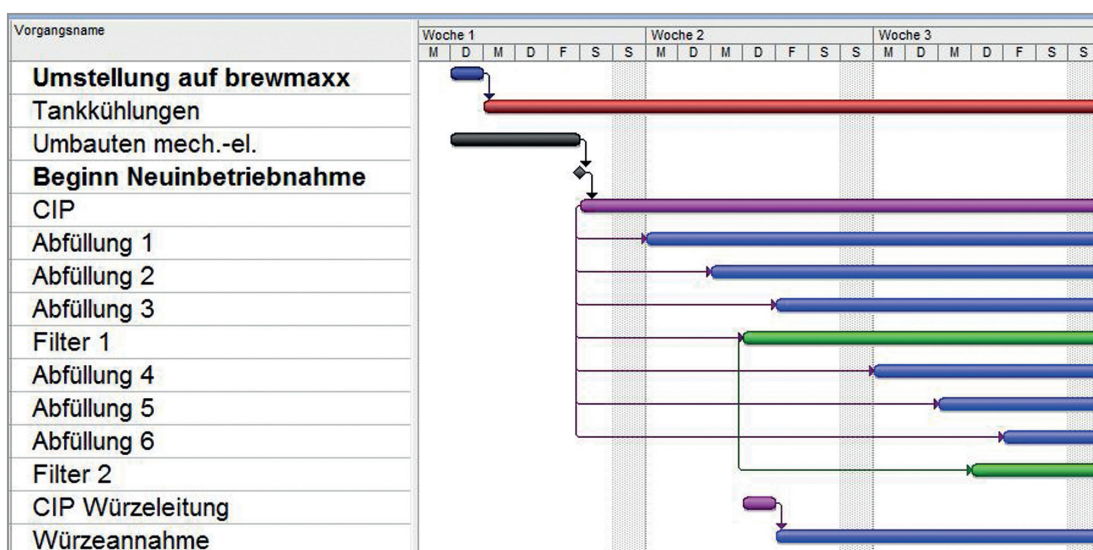 Vorgangsname
Woche 1 Woche 2 Woche 3
M D M D F S S M D M D F S S M D M D F S S
Umstellung auf brewmaxx
Tankkühlungen
Umbauten mech.-el.
Beginn Neuinbetriebnahme
CIP
Abfüllung 1
Abfüllung 2
Abfüllung 3
Filter 1
Abfüllung 4
Abfüllung 5
Abfüllung 6
Filter 2
CIP Würzeleitung
Würzeannahme